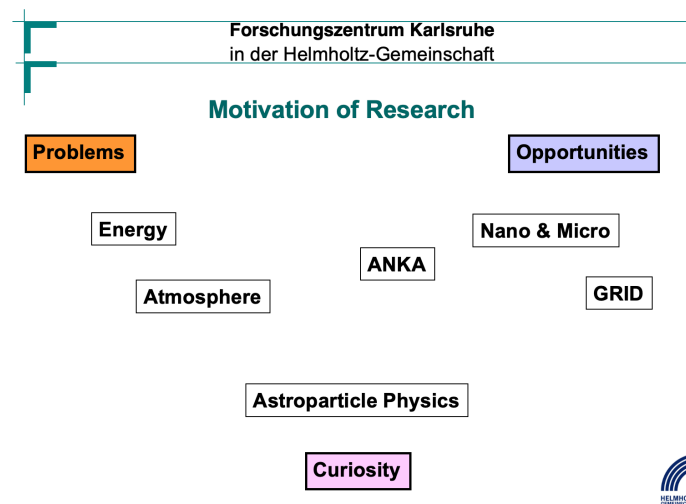 Forschungszentrum Karlsruhe
in der Helmholtz-Gemeinschaft
Motivation of Research
Problems
Opportunities
Energy
Nano & Micro
ANKA
Atmosphere
GRID
Astroparticle Physics
Curiosity